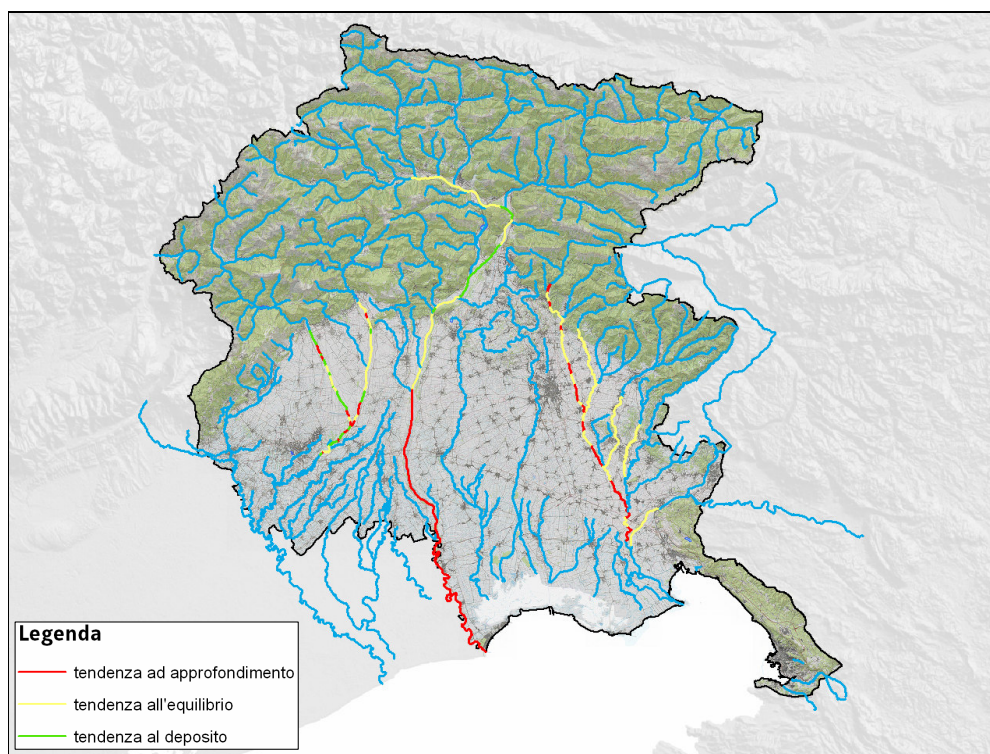 Legenda
tendenza ad approfondimento
tendenza all'equilibrio
tendenza al deposito